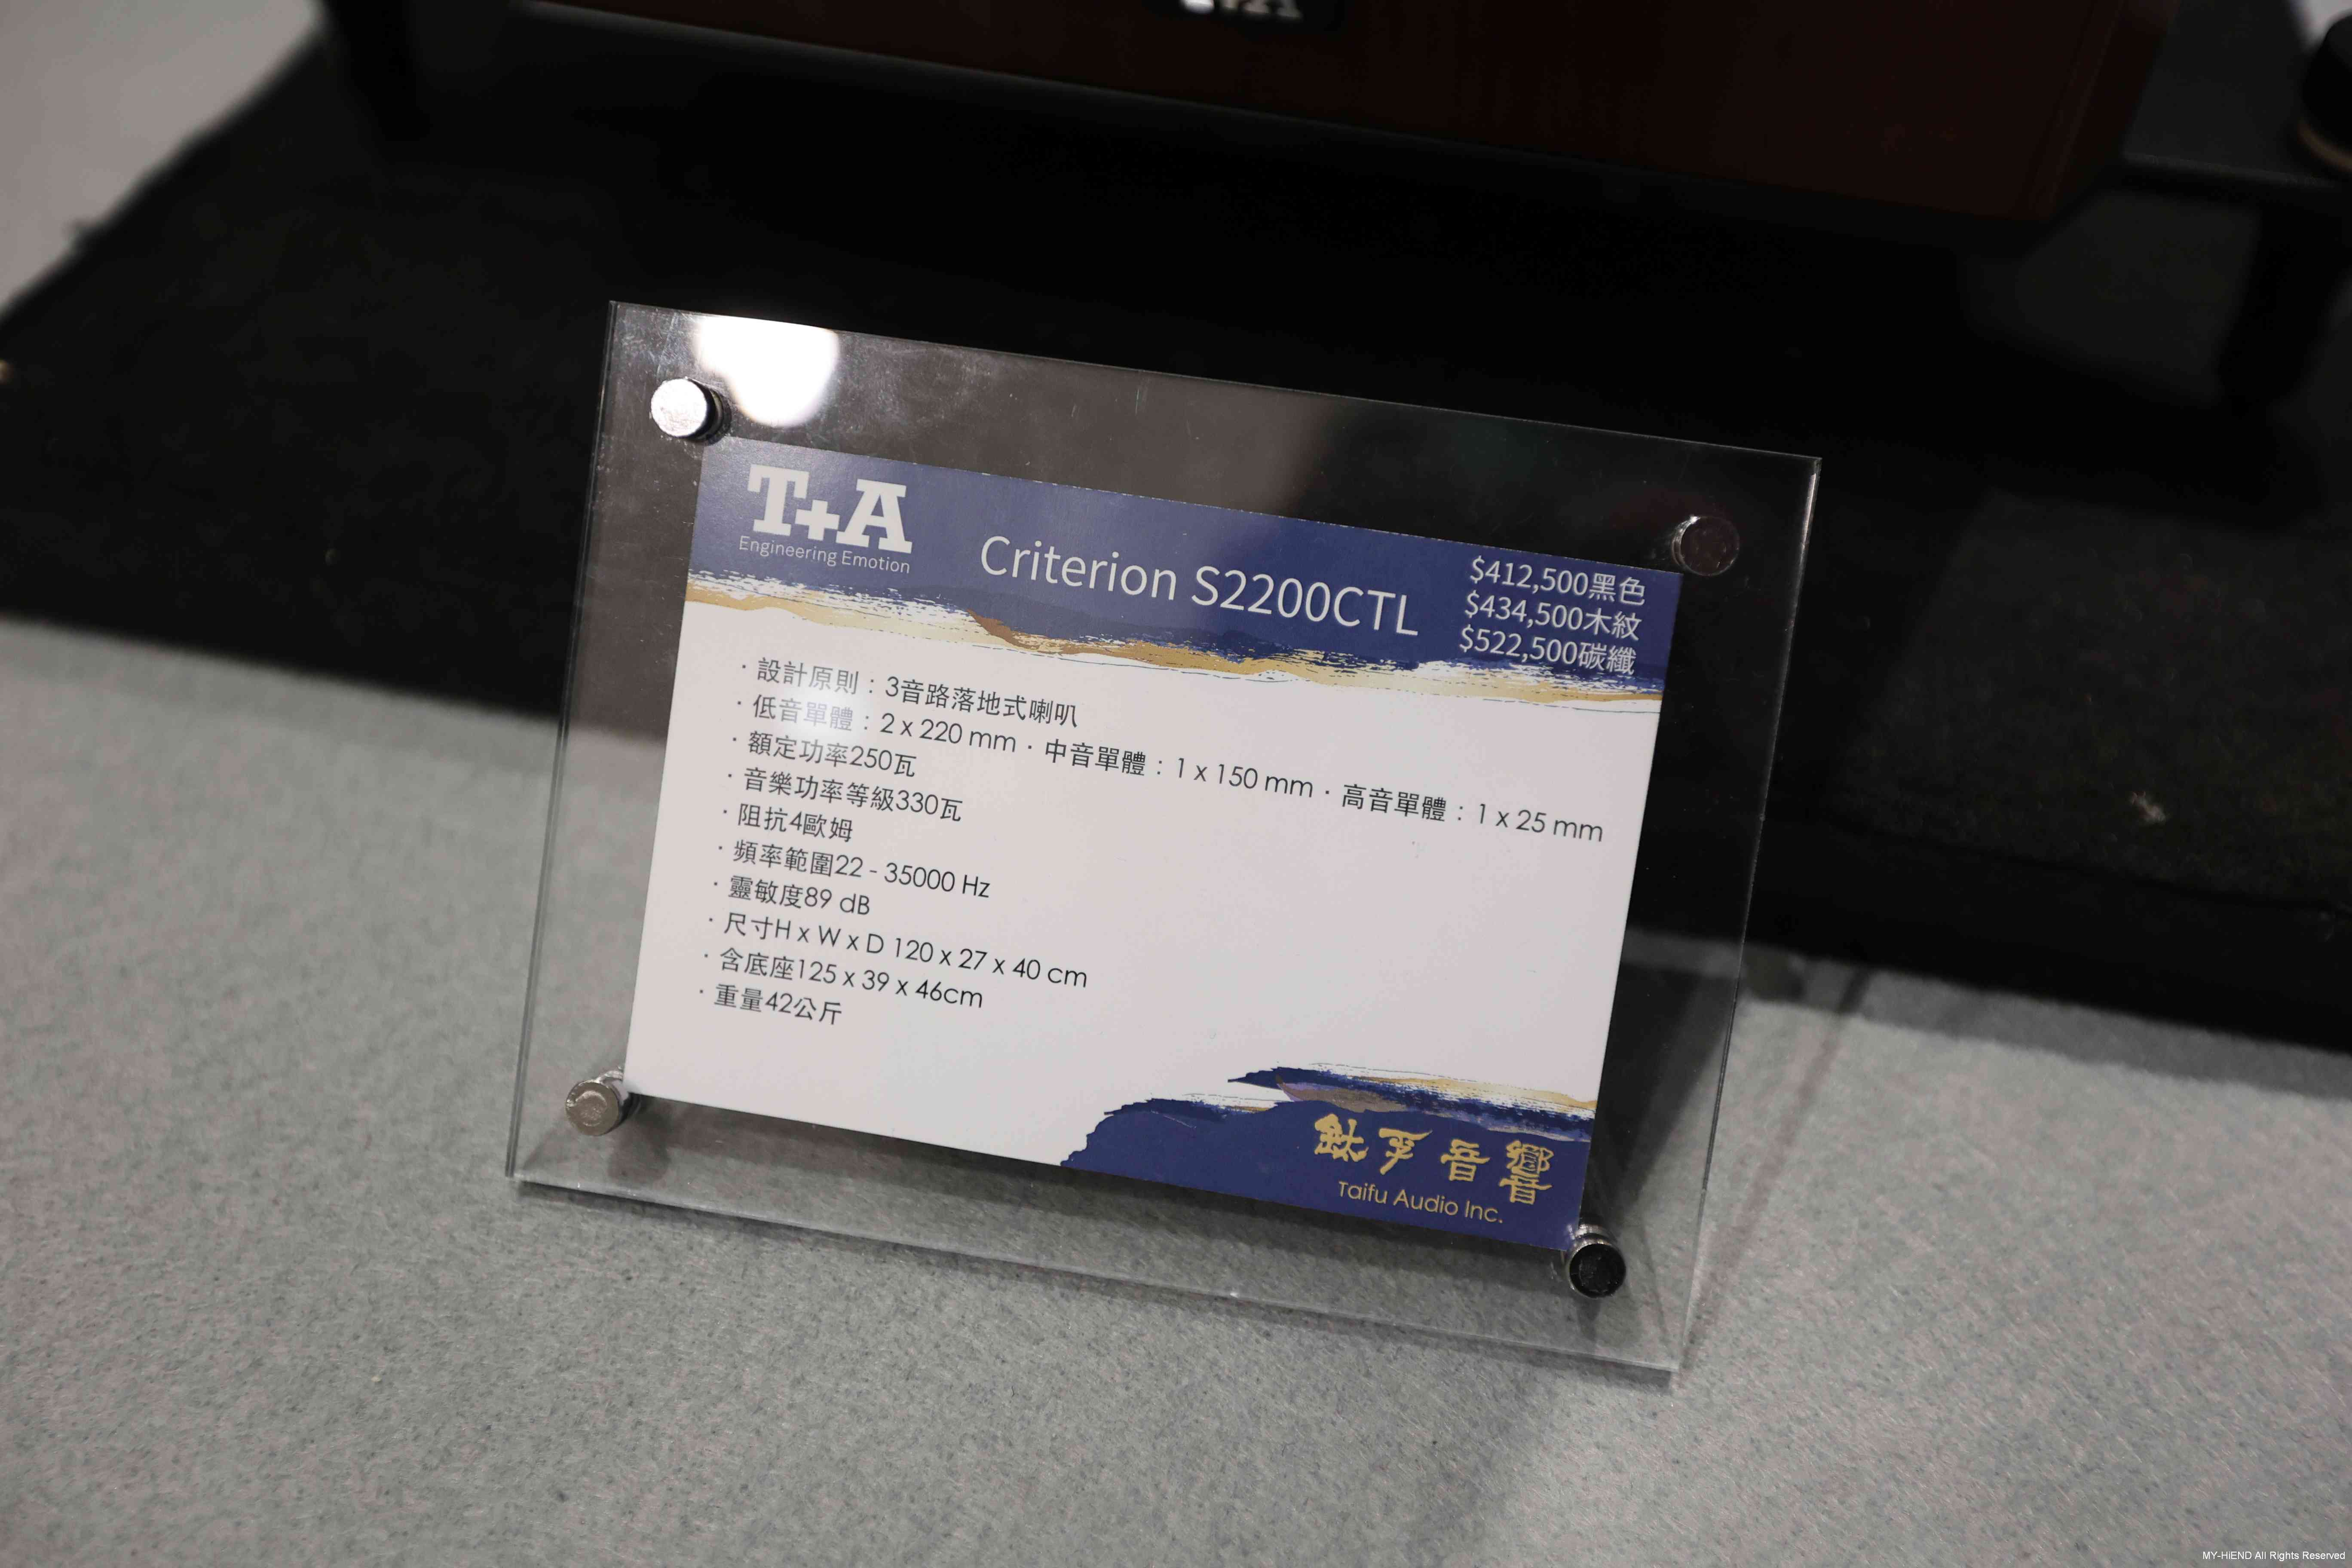 T+A
Engineering Emotion
Criterion S2200CTL
$412,500黑色
$434,500木紋
$522,500碳纖
· 設計原則：3音路落地式喇叭
· 低音單體：2 x 220 mm · 中音單體：1 x 150 mm · 高音單體：1 x 25 mm
· 額定功率250瓦
· 音樂功率等級330瓦
· 阻抗4歐姆
· 頻率範圍22 - 35000 Hz
· 靈敏度89 dB
· 尺寸H x W x D 120 x 27 x 40 cm
· 含底座125 x 39 x 46cm
· 重量42公斤
鈦孚音響
Taifu Audio Inc.
MY-HiEND All Rights Reserved